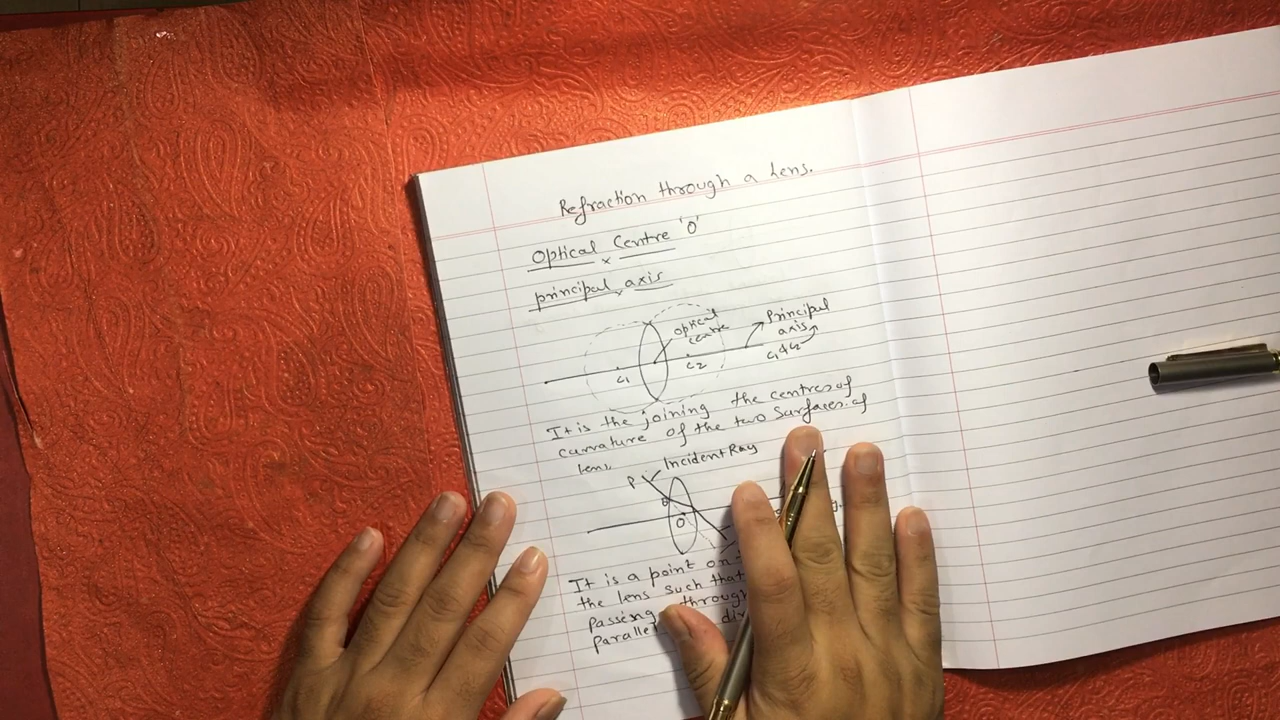 Refraction through a Lens.
Optical Centre 'O'
principal axis
optical centre
Principal axis
C1 & C2
C1
C2
It is the joining the centres of
curvature of the two surfaces of
lens.
P
Incident Ray
O
It is a point on
the lens such that
passing through